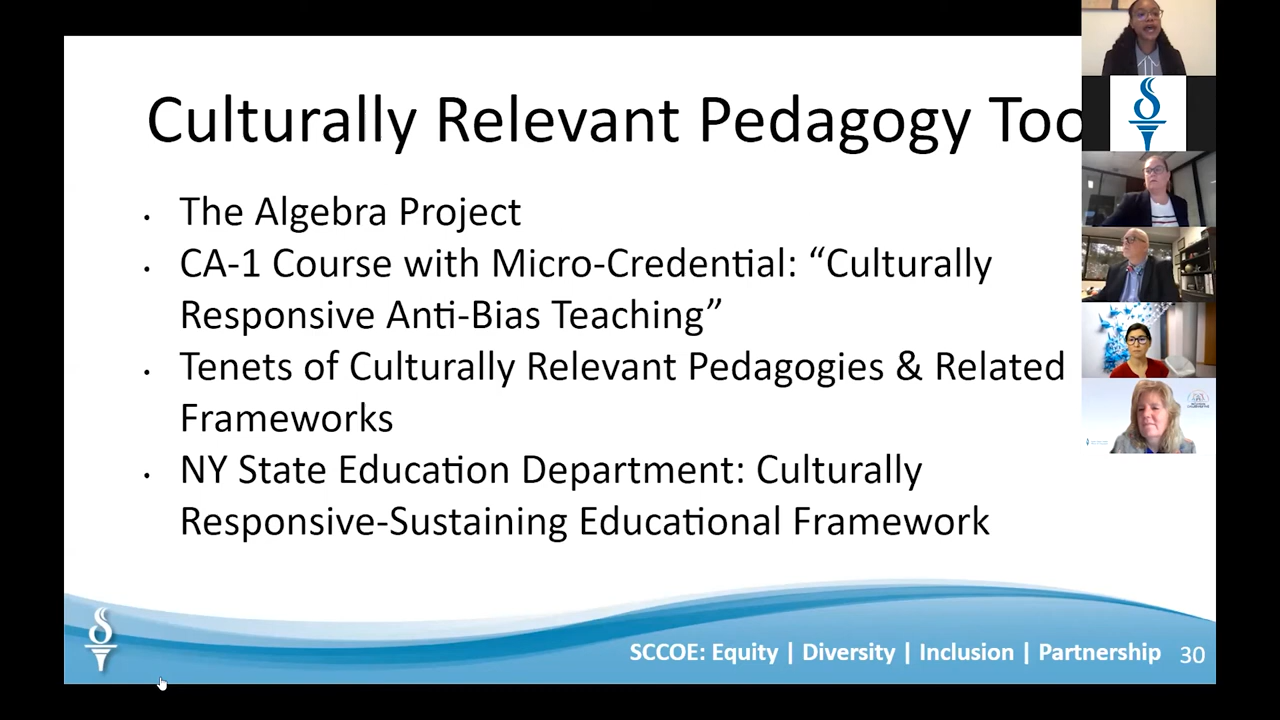 Culturally Relevant Pedagogy Too
• The Algebra Project
• CA-1 Course with Micro-Credential: “Culturally
Responsive Anti-Bias Teaching”
• Tenets of Culturally Relevant Pedagogies & Related
Frameworks
• NY State Education Department: Culturally
Responsive-Sustaining Educational Framework
SCCOE: Equity | Diversity | Inclusion | Partnership 30